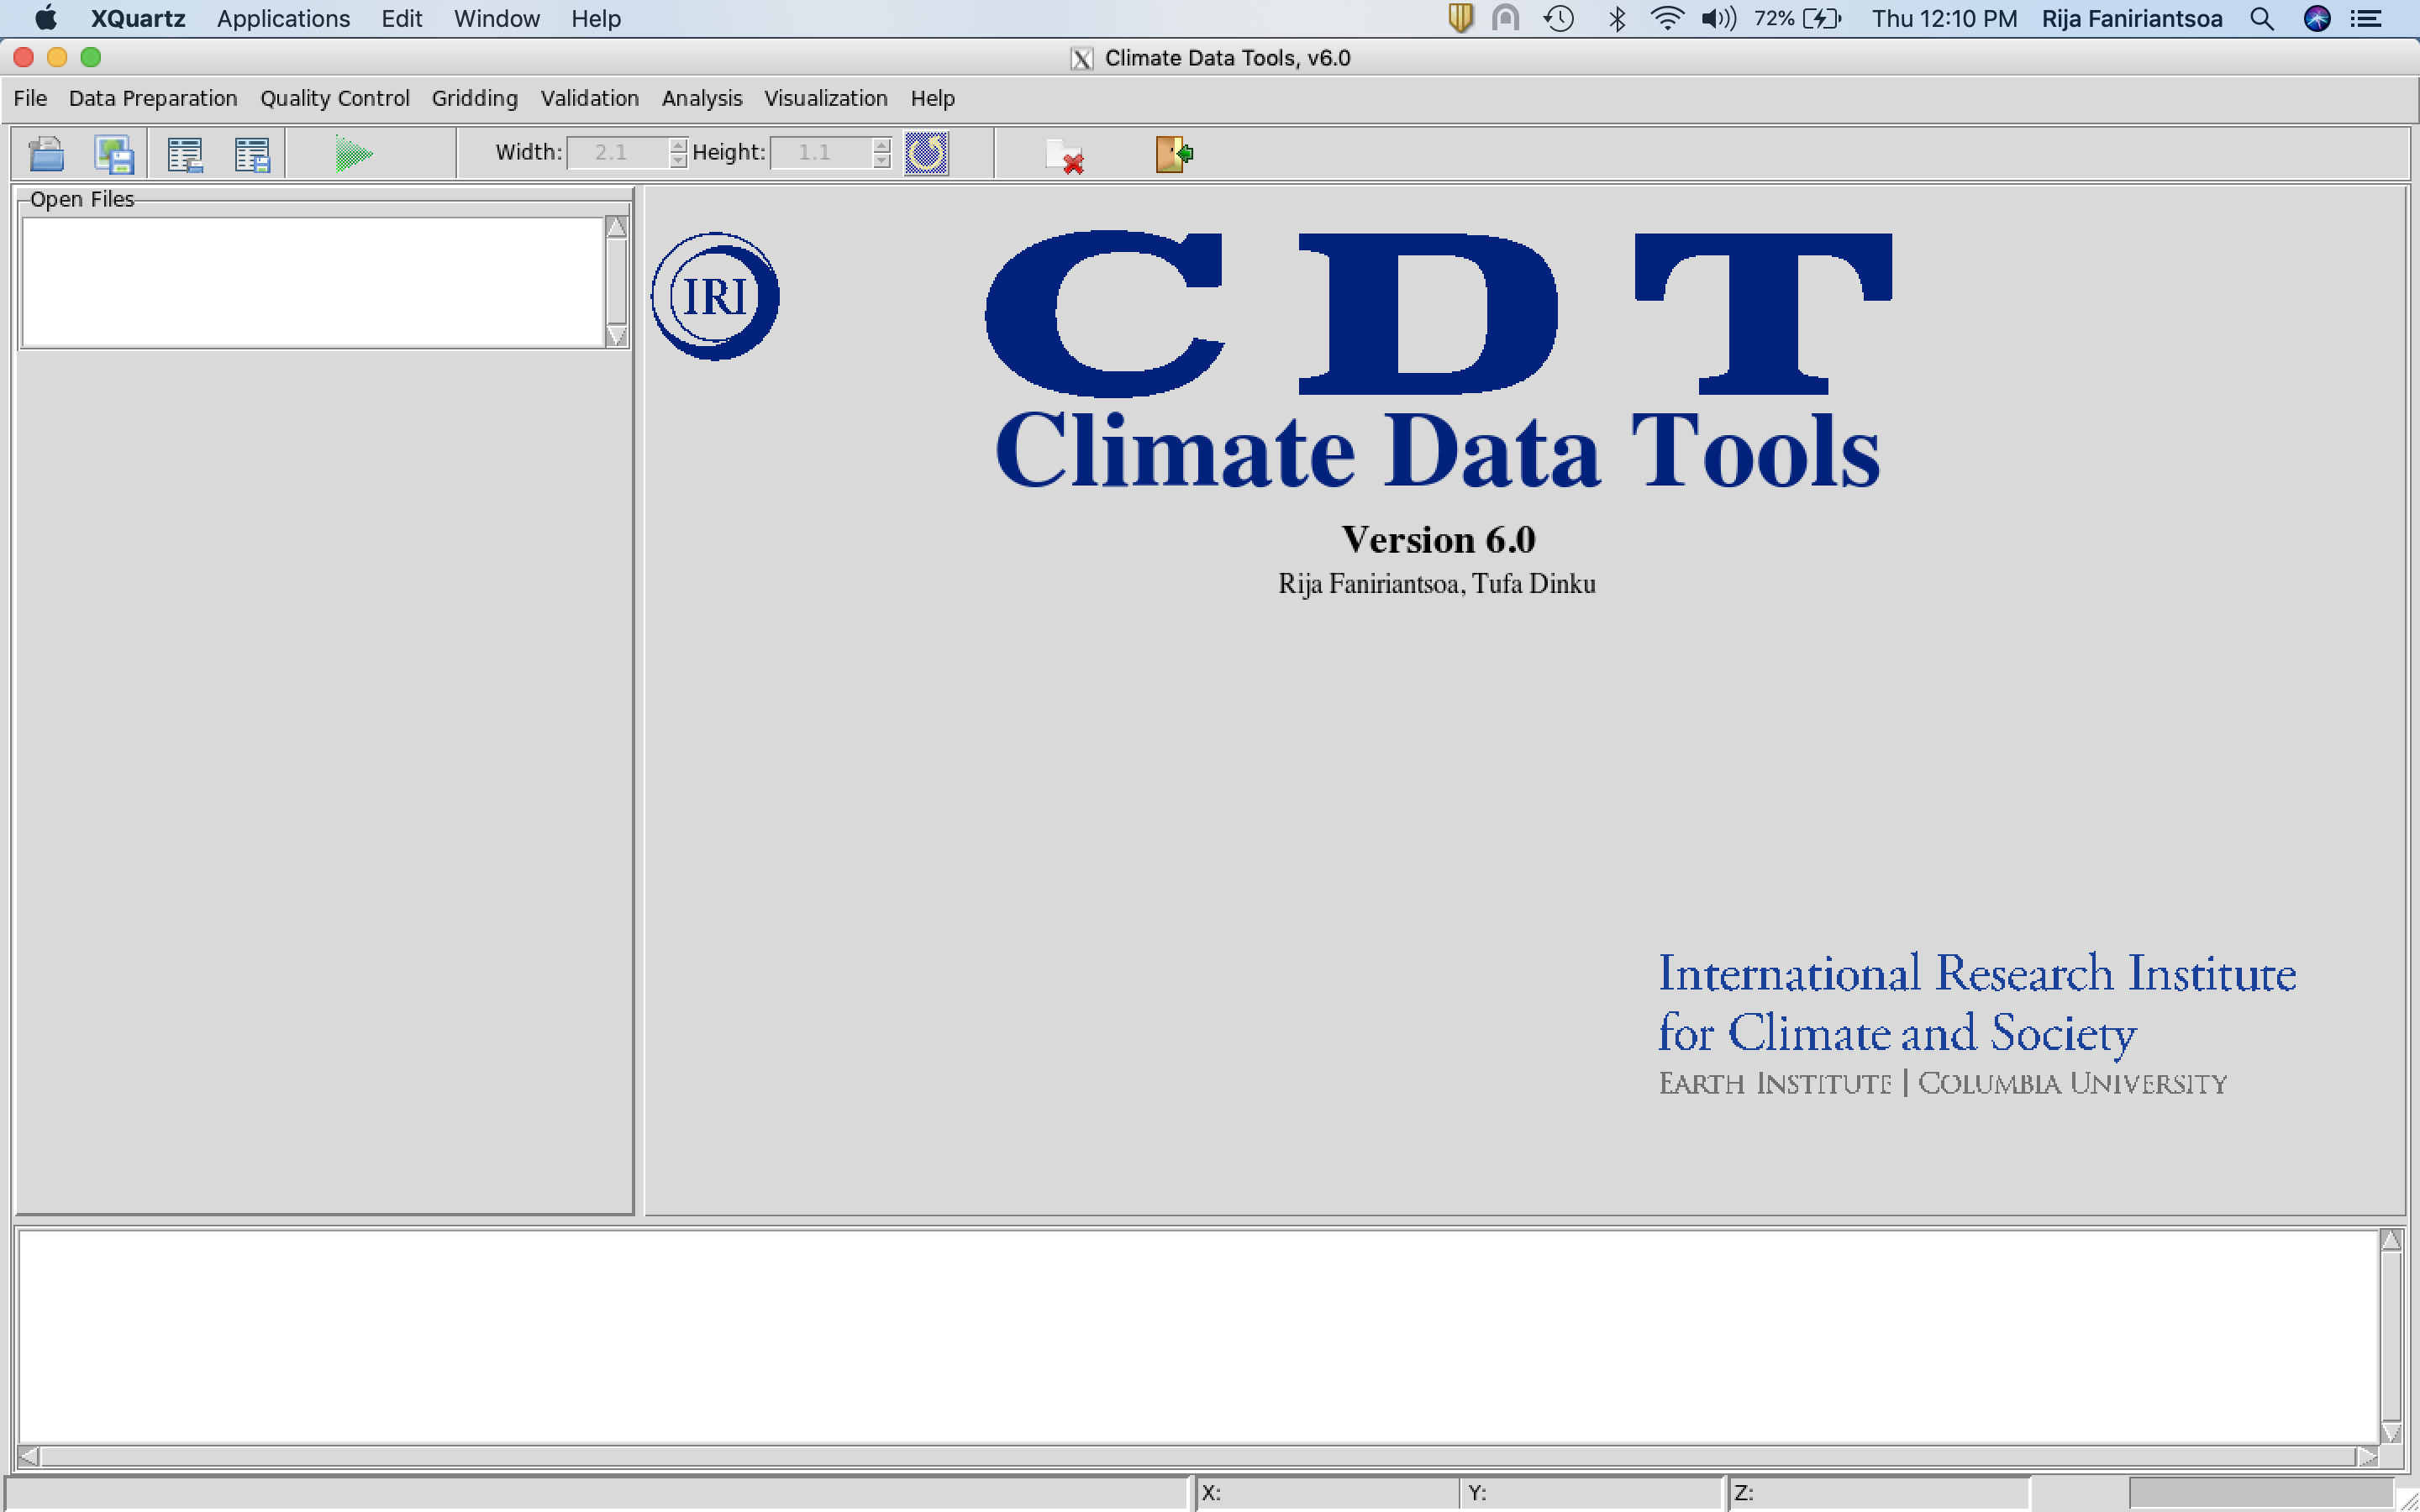 XQuartz Applications Edit Window Help 72% Thu 12:10 PM Rija Faniriantsoa
Climate Data Tools, v6.0
File Data Preparation Quality Control Gridding Validation Analysis Visualization Help
Width: 2.1 Height: 1.1
Open Files
IRI
CDT
Climate Data Tools
Version 6.0
Rija Faniriantsoa, Tufa Dinku
International Research Institute
for Climate and Society
EARTH INSTITUTE | COLUMBIA UNIVERSITY
X: Y: Z: